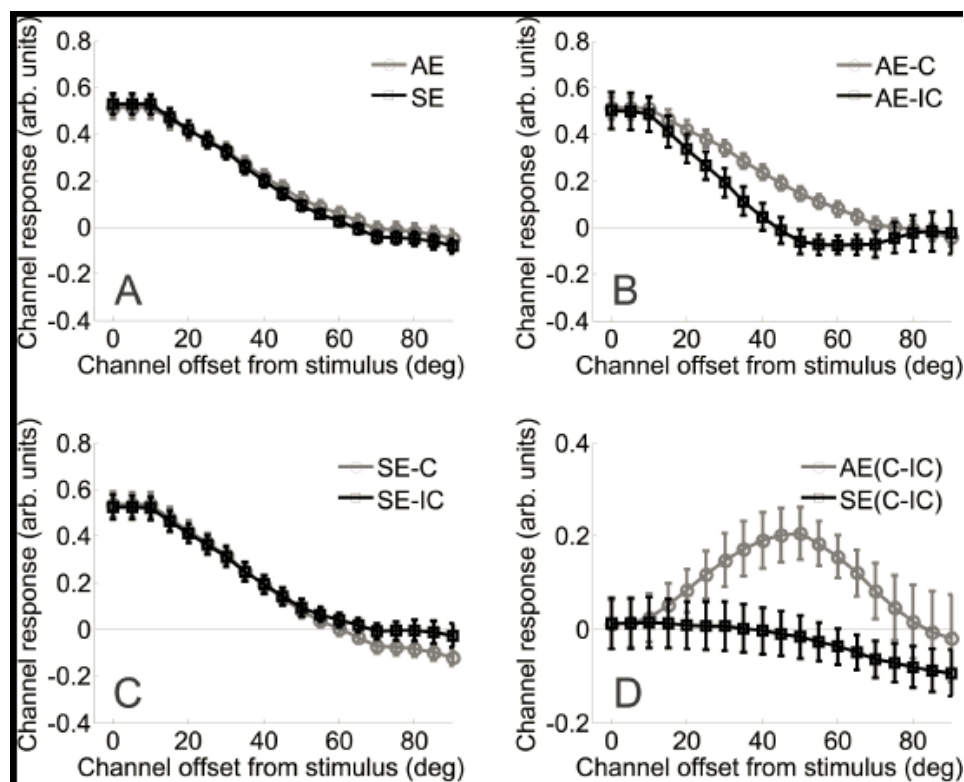 Channel response (arb. units)
0.8
0.6
0.4
0.2
0
-0.2
-0.4
AE
SE
A
0 20 40 60 80
Channel offset from stimulus (deg)
Channel response (arb. units)
0.8
0.6
0.4
0.2
0
-0.2
-0.4
AE-C
AE-IC
B
0 20 40 60 80
Channel offset from stimulus (deg)
Channel response (arb. units)
0.8
0.6
0.4
0.2
0
-0.2
-0.4
SE-C
SE-IC
C
0 20 40 60 80
Channel offset from stimulus (deg)
Channel response (arb. units)
0.4
0.2
0
-0.2
AE(C-IC)
SE(C-IC)
D
0 20 40 60 80
Channel offset from stimulus (deg)